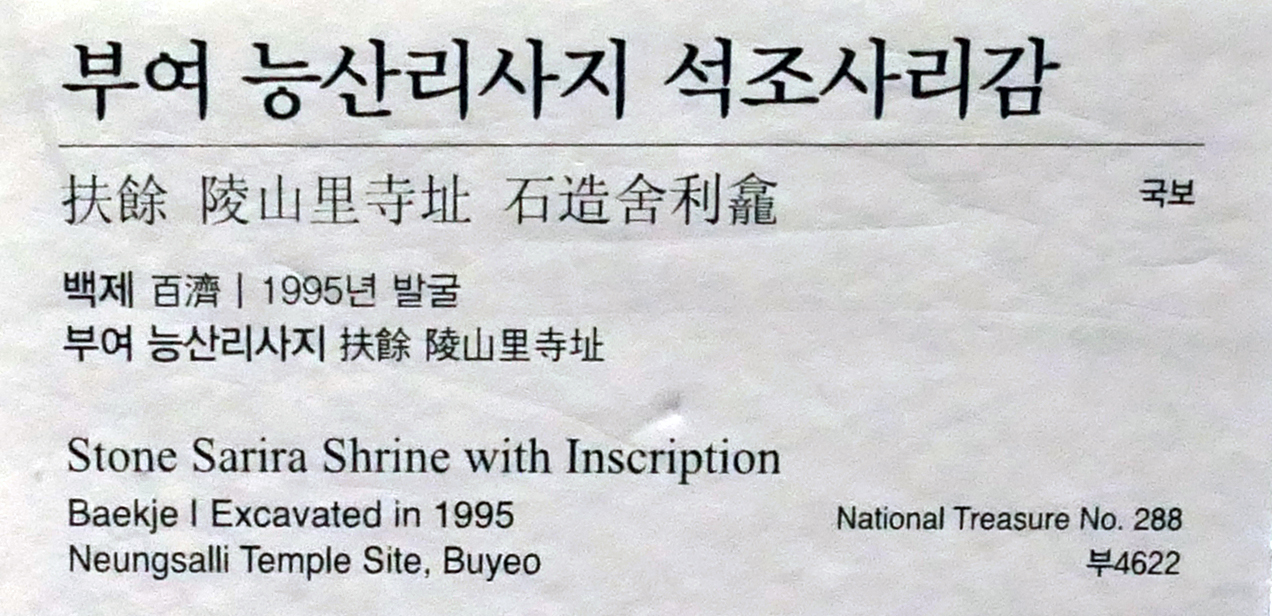 부여 능산리사지 석조사리감
扶餘 陵山里寺址 石造舍利龕
국보
백제 百濟 | 1995년 발굴
부여 능산리사지 扶餘 陵山里寺址
Stone Sarira Shrine with Inscription
Baekje | Excavated in 1995
National Treasure No. 288
Neungsalli Temple Site, Buyeo
부4622